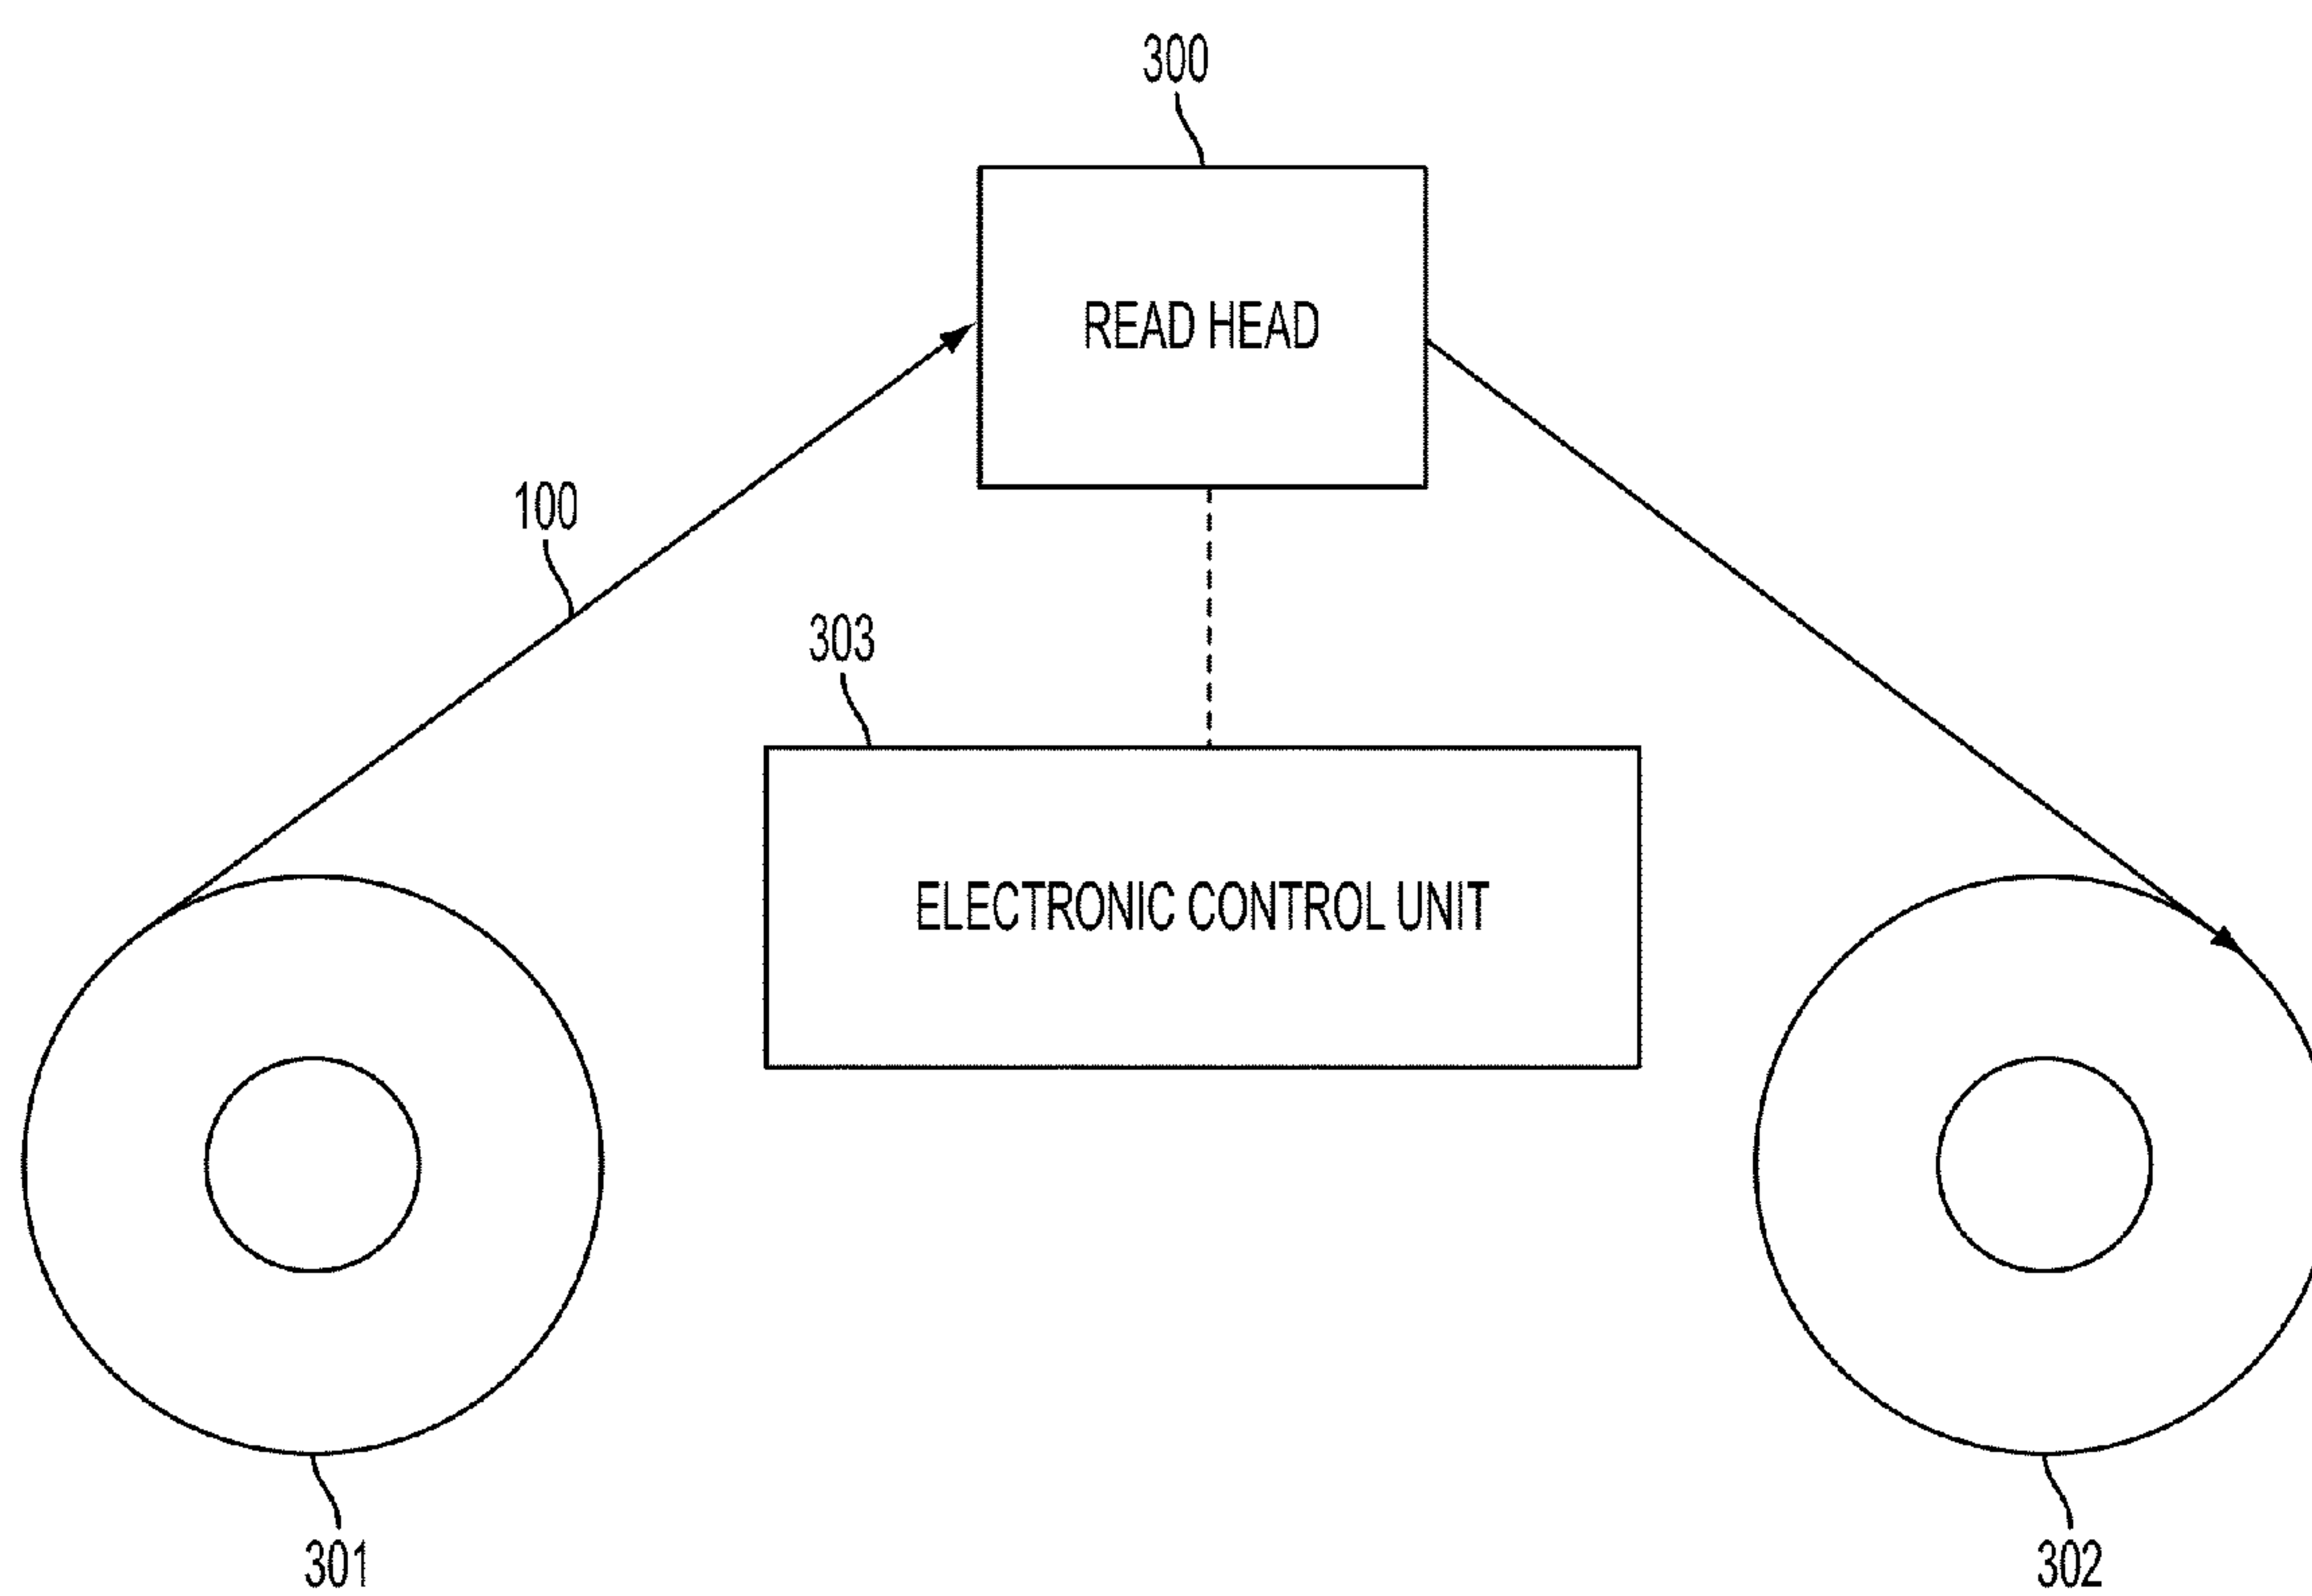 300
READ HEAD
100
303
ELECTRONIC CONTROL UNIT
301
302